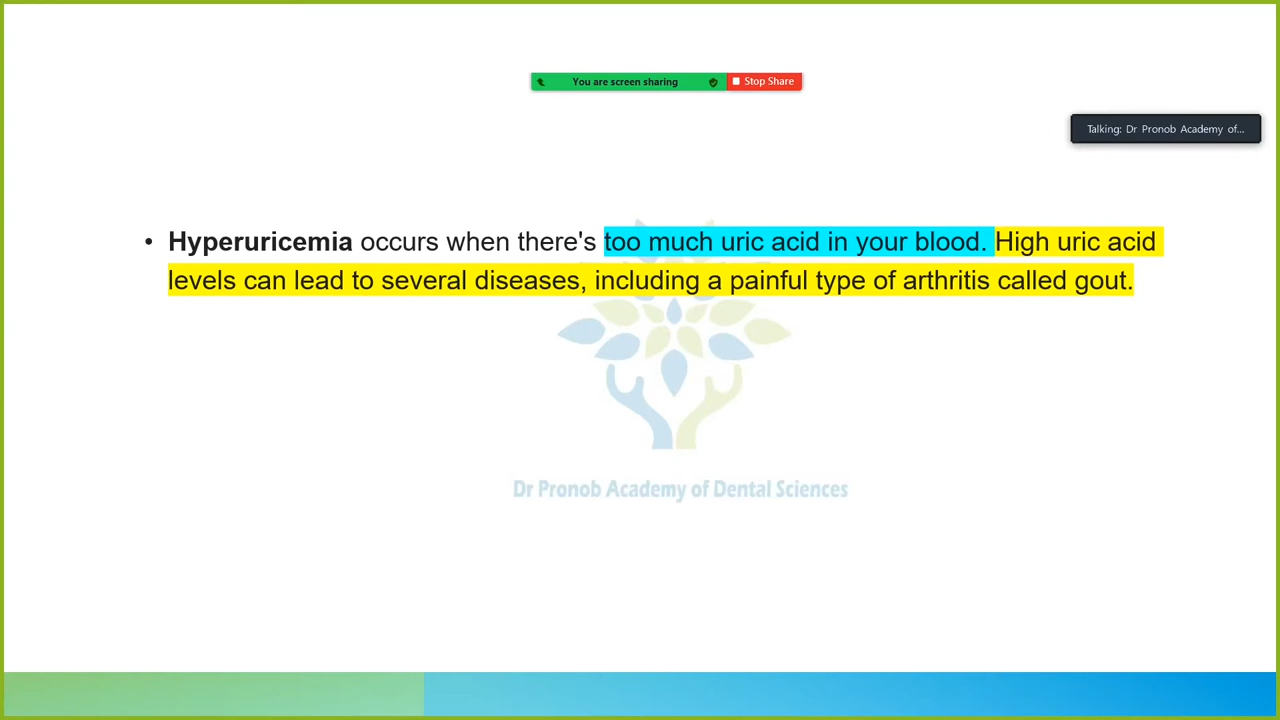 You are screen sharing Stop Share
Talking: Dr Pronob Academy of...
• Hyperuricemia occurs when there's too much uric acid in your blood. High uric acid
levels can lead to several diseases, including a painful type of arthritis called gout.
Dr Pronob Academy of Dental Sciences